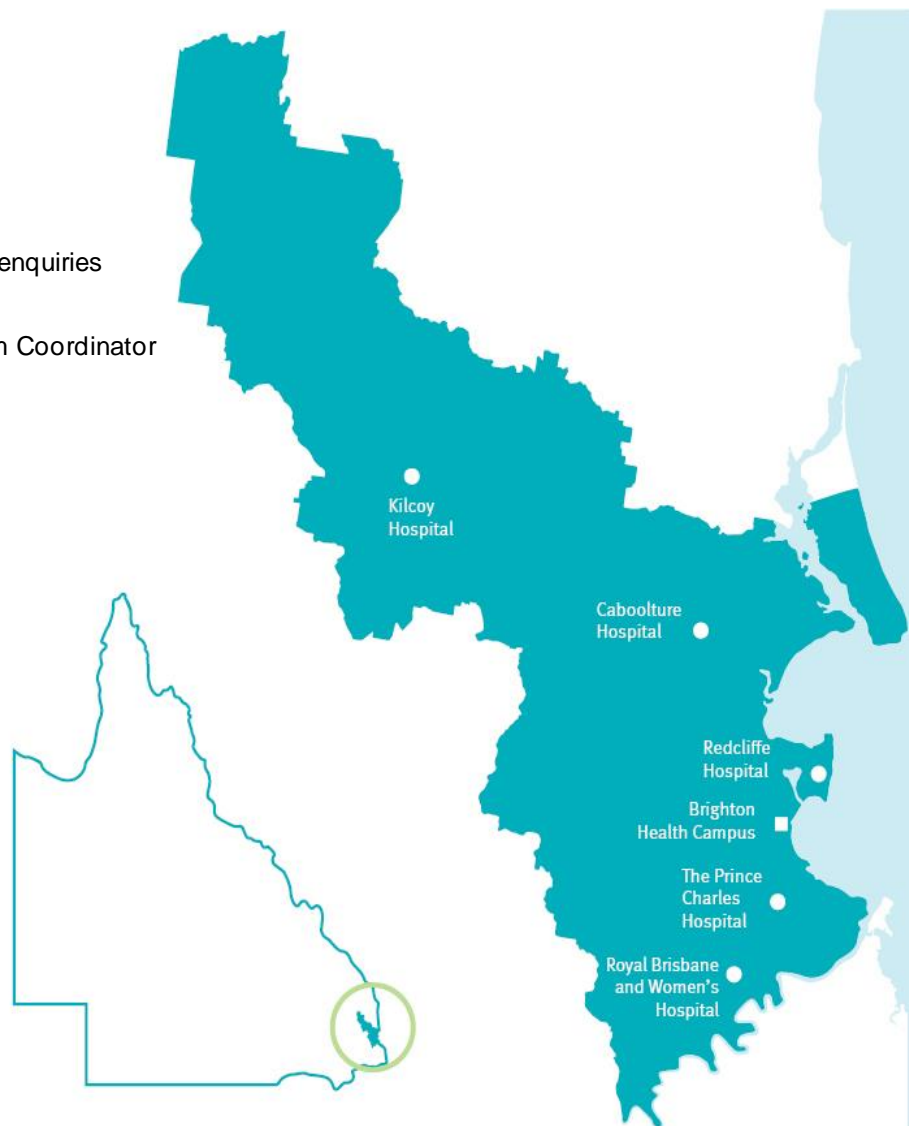 enquiries
Coordinator
Kilcoy
Hospital
Caboolture
Hospital
Redcliffe
Hospital
Brighton
Health Campus
The Prince
Charles
Hospital
Royal Brisbane
and Women's
Hospital